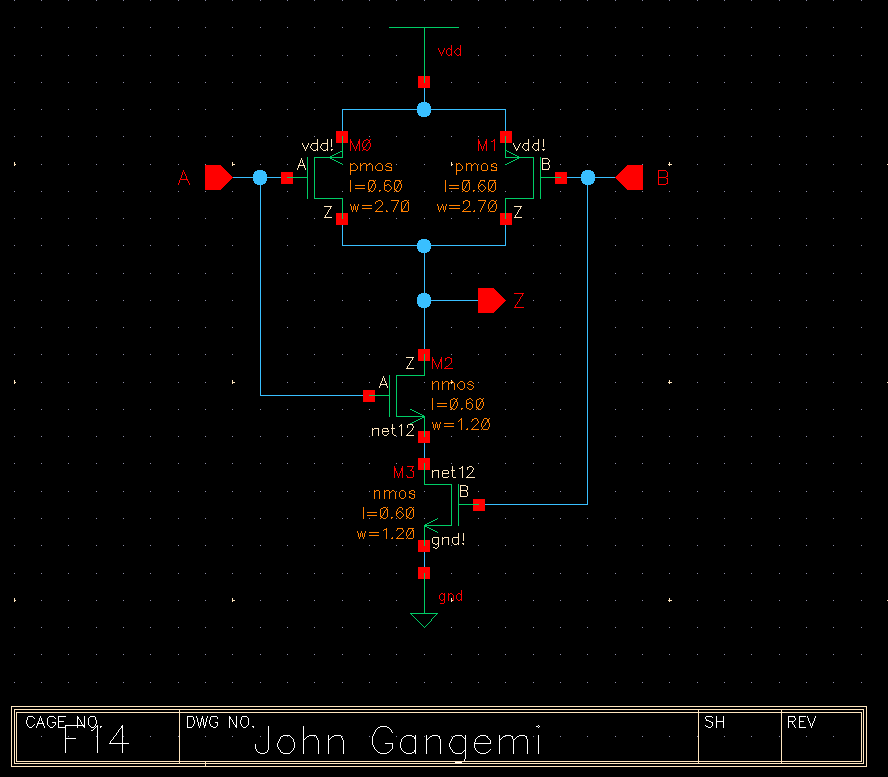 vdd
vdd! M0 M1 vdd!
A A pmos pmos B B
l=0.60 l=0.60
w=2.70 w=2.70
Z Z
Z
Z M2
A nmos
l=0.60
net12 w=1.20
M3 net12
nmos B
l=0.60
w=1.20 gnd!
gnd
CAGE NO. DWG NO. SH REV
F14 John Gangemi